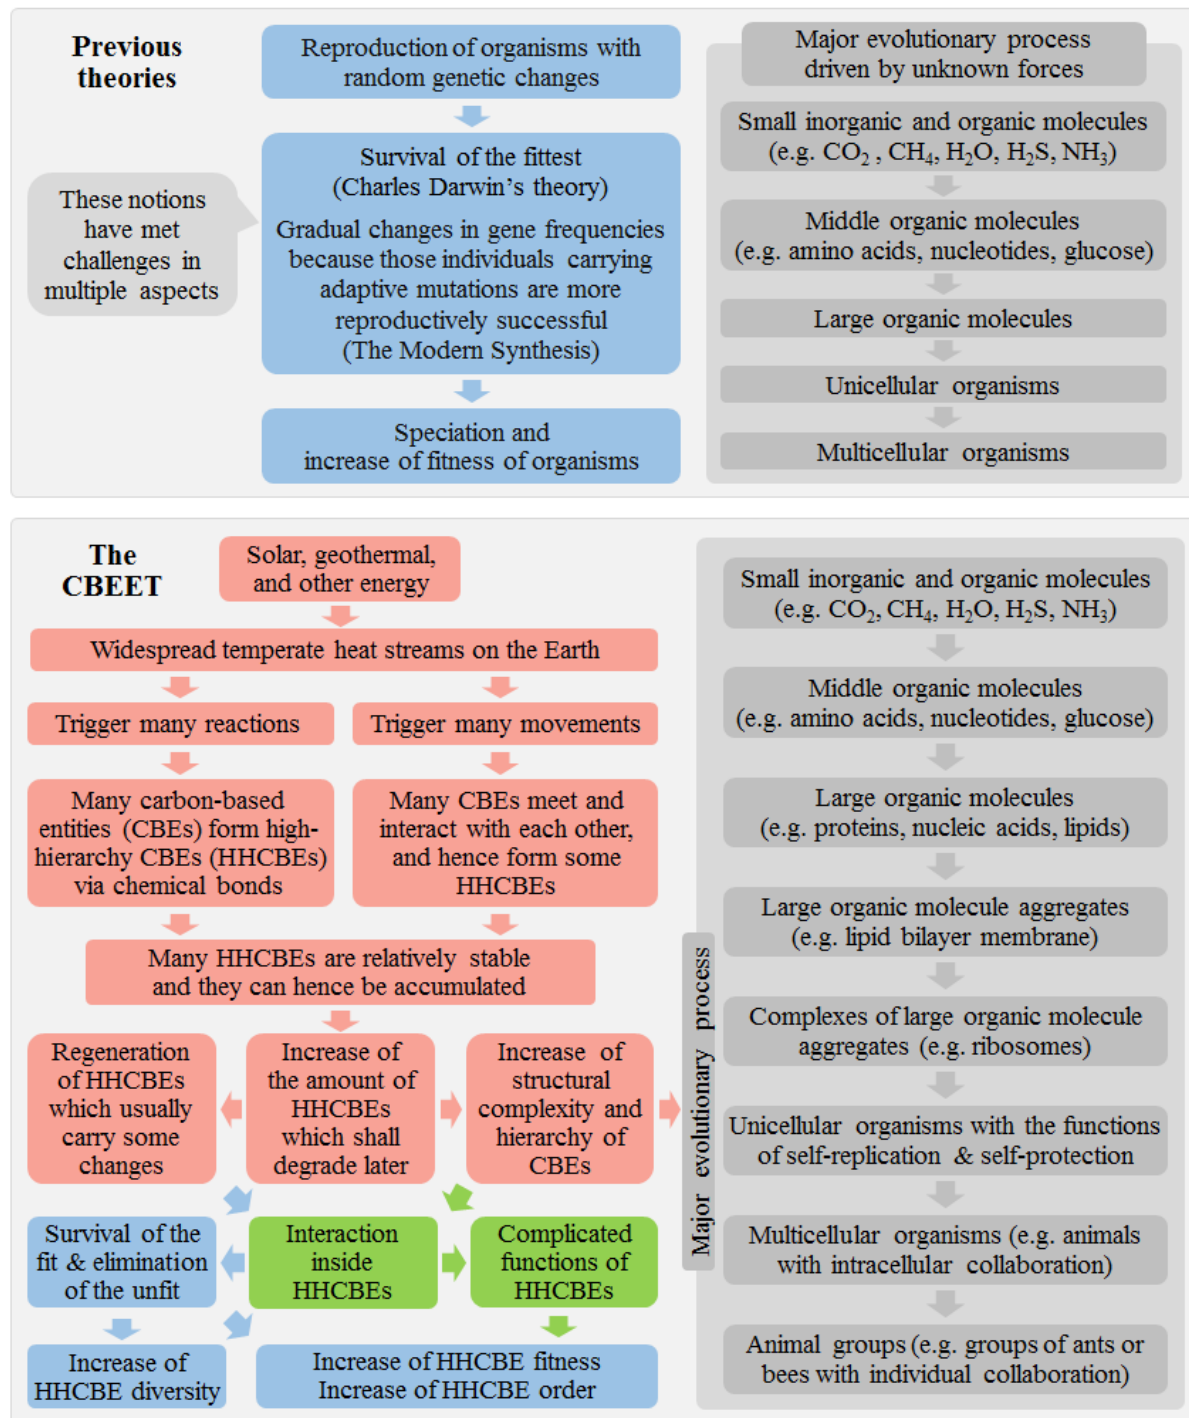 Previous
theories
Reproduction of organisms with
random genetic changes
Survival of the fittest
(Charles Darwin's theory)
Gradual changes in gene frequencies
because those individuals carrying
adaptive mutations are more
reproductively successful
(The Modern Synthesis)
Speciation and
increase of fitness of organisms
These notions
have met
challenges in
multiple aspects
Major evolutionary process
driven by unknown forces
Small inorganic and organic molecules
(e.g. CO₂ , CH₄, H₂O, H₂S, NH₃)
Middle organic molecules
(e.g. amino acids, nucleotides, glucose)
Large organic molecules
Unicellular organisms
Multicellular organisms
The
CBEET
Solar, geothermal,
and other energy
Widespread temperate heat streams on the Earth
Trigger many reactions
Trigger many movements
Many carbon-based
entities (CBEs) form high-
hierarchy CBEs (HHCBEs)
via chemical bonds
Many CBEs meet and
interact with each other,
and hence form some
HHCBEs
Many HHCBEs are relatively stable
and they can hence be accumulated
Regeneration
of HHCBEs
which usually
carry some
changes
Increase of
the amount of
HHCBEs
which shall
degrade later
Increase of
structural
complexity and
hierarchy of
CBEs
Survival of the
fit & elimination
of the unfit
Interaction
inside
HHCBEs
Complicated
functions of
HHCBEs
Increase of
HHCBE diversity
Increase of HHCBE fitness
Increase of HHCBE order
Major evolutionary process
Small inorganic and organic molecules
(e.g. CO₂, CH₄, H₂O, H₂S, NH₃)
Middle organic molecules
(e.g. amino acids, nucleotides, glucose)
Large organic molecules
(e.g. proteins, nucleic acids, lipids)
Large organic molecule aggregates
(e.g. lipid bilayer membrane)
Complexes of large organic molecule
aggregates (e.g. ribosomes)
Unicellular organisms with the functions
of self-replication & self-protection
Multicellular organisms (e.g. animals
with intracellular collaboration)
Animal groups (e.g. groups of ants or
bees with individual collaboration)